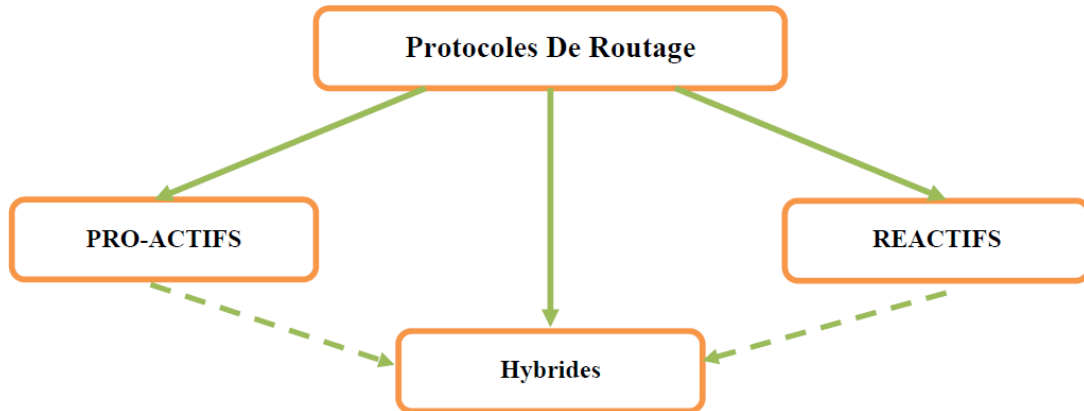 Protocoles De Routage
PRO-ACTIFS
REACTIFS
Hybrides